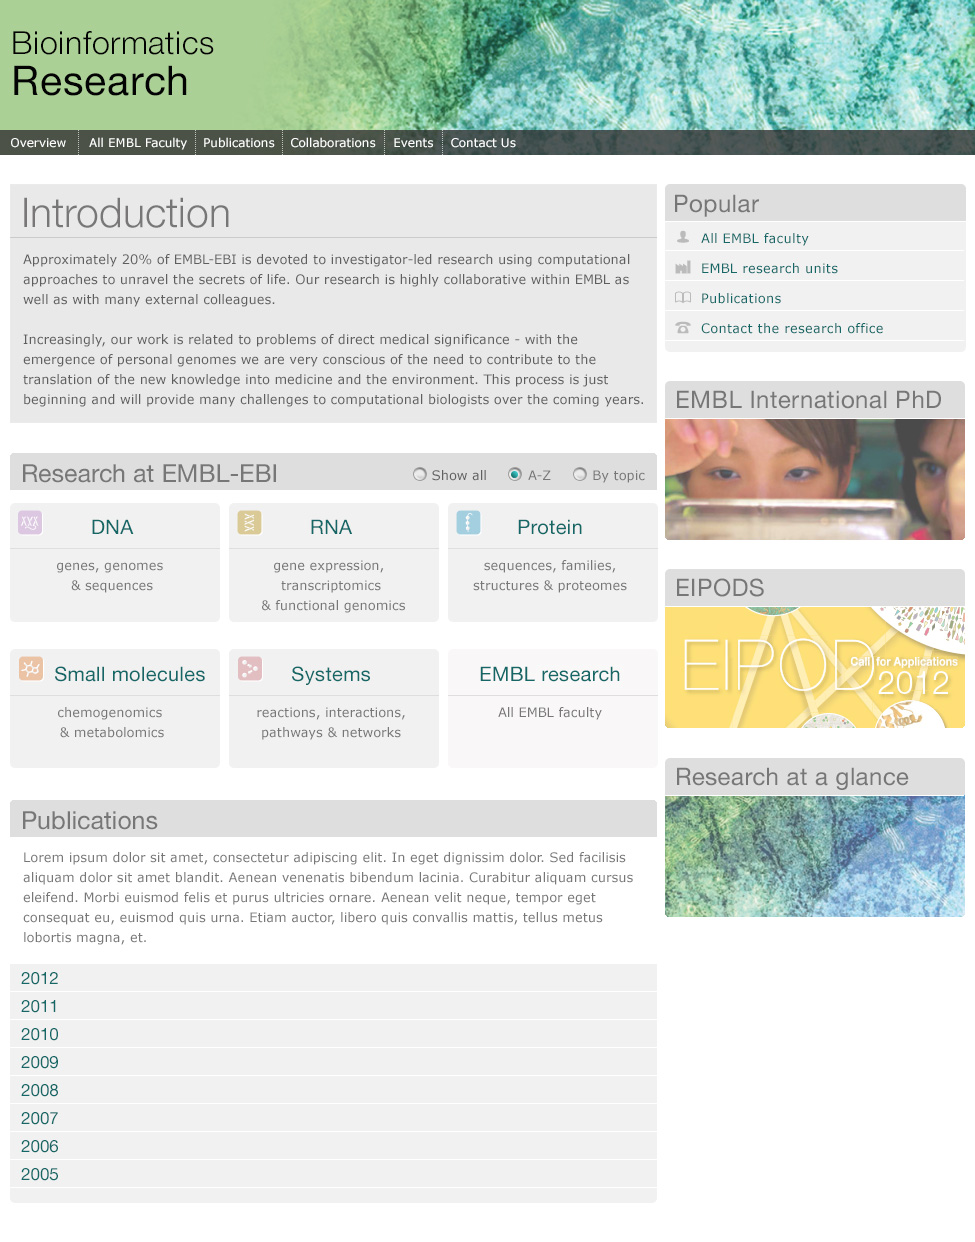 Bioinformatics
Research
Overview
All EMBL Faculty
Publications
Collaborations
Events
Contact Us
Introduction
Approximately 20% of EMBL-EBI is devoted to investigator-led research using computational
approaches to unravel the secrets of life. Our research is highly collaborative within EMBL as
well as with many external colleagues.
Increasingly, our work is related to problems of direct medical significance - with the
emergence of personal genomes we are very conscious of the need to contribute to the
translation of the new knowledge into medicine and the environment. This process is just
beginning and will provide many challenges to computational biologists over the coming years.
Research at EMBL-EBI
Show all
A-Z
By topic
DNA
genes, genomes
& sequences
RNA
gene expression,
transcriptomics
& functional genomics
Protein
sequences, families,
structures & proteomes
Small molecules
chemogenomics
& metabolomics
Systems
reactions, interactions,
pathways & networks
EMBL research
All EMBL faculty
Publications
Lorem ipsum dolor sit amet, consectetur adipiscing elit. In eget dignissim dolor. Sed facilisis
aliquam dolor sit amet blandit. Aenean venenatis bibendum lacinia. Curabitur aliquam cursus
eleifend. Morbi euismod felis et purus ultricies ornare. Aenean velit neque, tempor eget
consequat eu, euismod quis urna. Etiam auctor, libero quis convallis mattis, tellus metus
lobortis magna, et.
2012
2011
2010
2009
2008
2007
2006
2005
Popular
All EMBL faculty
EMBL research units
Publications
Contact the research office
EMBL International PhD
EIPODS
EIPOD
Call for Applications
2012
Research at a glance